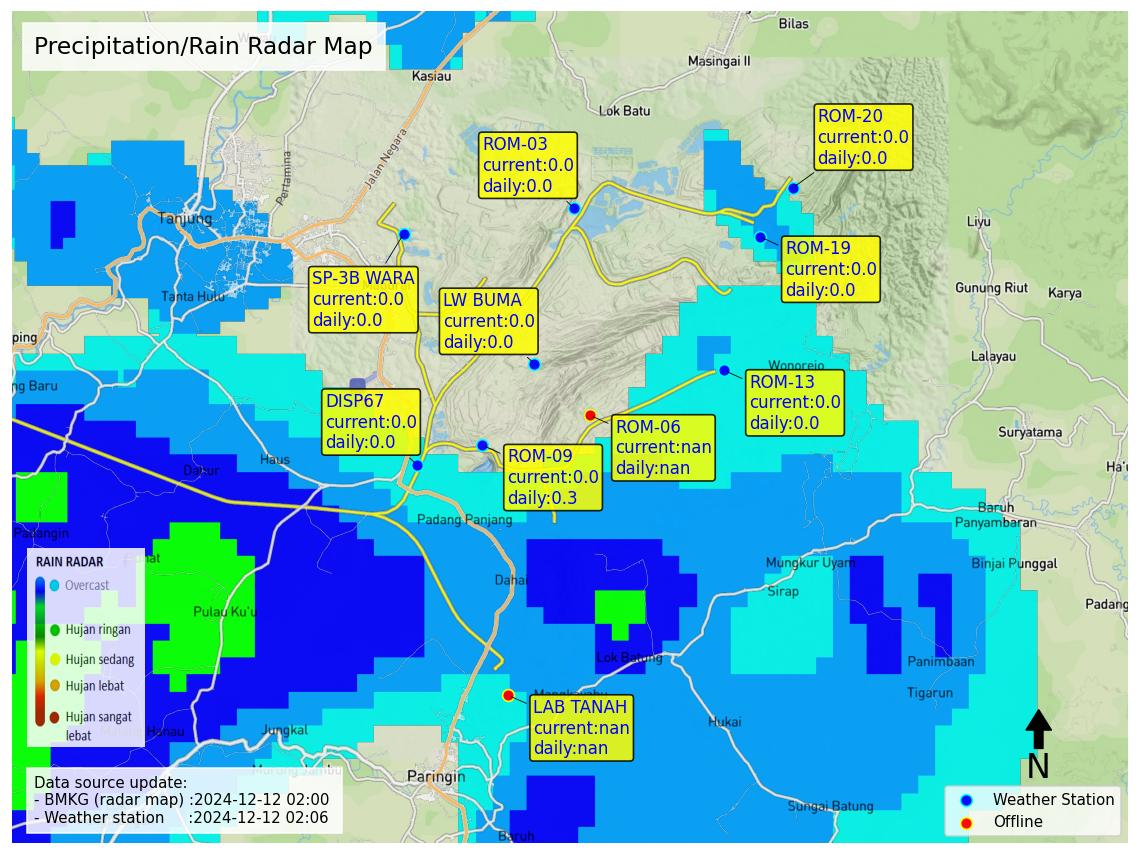 Bilas
Precipitation/Rain Radar Map
Masingai II
Kasiau
Lok Batu
ROM-20
current:0.0
daily:0.0
ROM-03
current:0.0
daily:0.0
Jalan Negara
Pertamina
Tanjung
Liyu
ROM-19
current:0.0
daily:0.0
SP-3B WARA
current:0.0
daily:0.0
LW BUMA
current:0.0
daily:0.0
Tanta Hulu
Gunung Riut
Karya
ping
Lalayau
Wonorejo
ng Baru
ROM-13
current:0.0
daily:0.0
DISP67
current:0.0
daily:0.0
ROM-06
current:nan
daily:nan
Suryatama
ROM-09
current:0.0
daily:0.3
Haus
Dahur
Ha'u
Padang Panjang
Baruh
Panyambaran
Padangin
Mungkur Uyam
Binjai Punggal
RAIN RADAR
Overcast
Hujan ringan
Hujan sedang
Hujan lebat
Hujan sangat
lebat
Dahai
Sirap
Padang
Pulau Ku'u
Lok Batung
Panimbaan
Tigarun
LAB TANAH
current:nan
daily:nan
Hukai
Jungkal
Hanau
Murung Jambu
Paringin
N
Data source update:
- BMKG (radar map) :2024-12-12 02:00
- Weather station :2024-12-12 02:06
Sungai Batung
Baruh
Weather Station
Offline